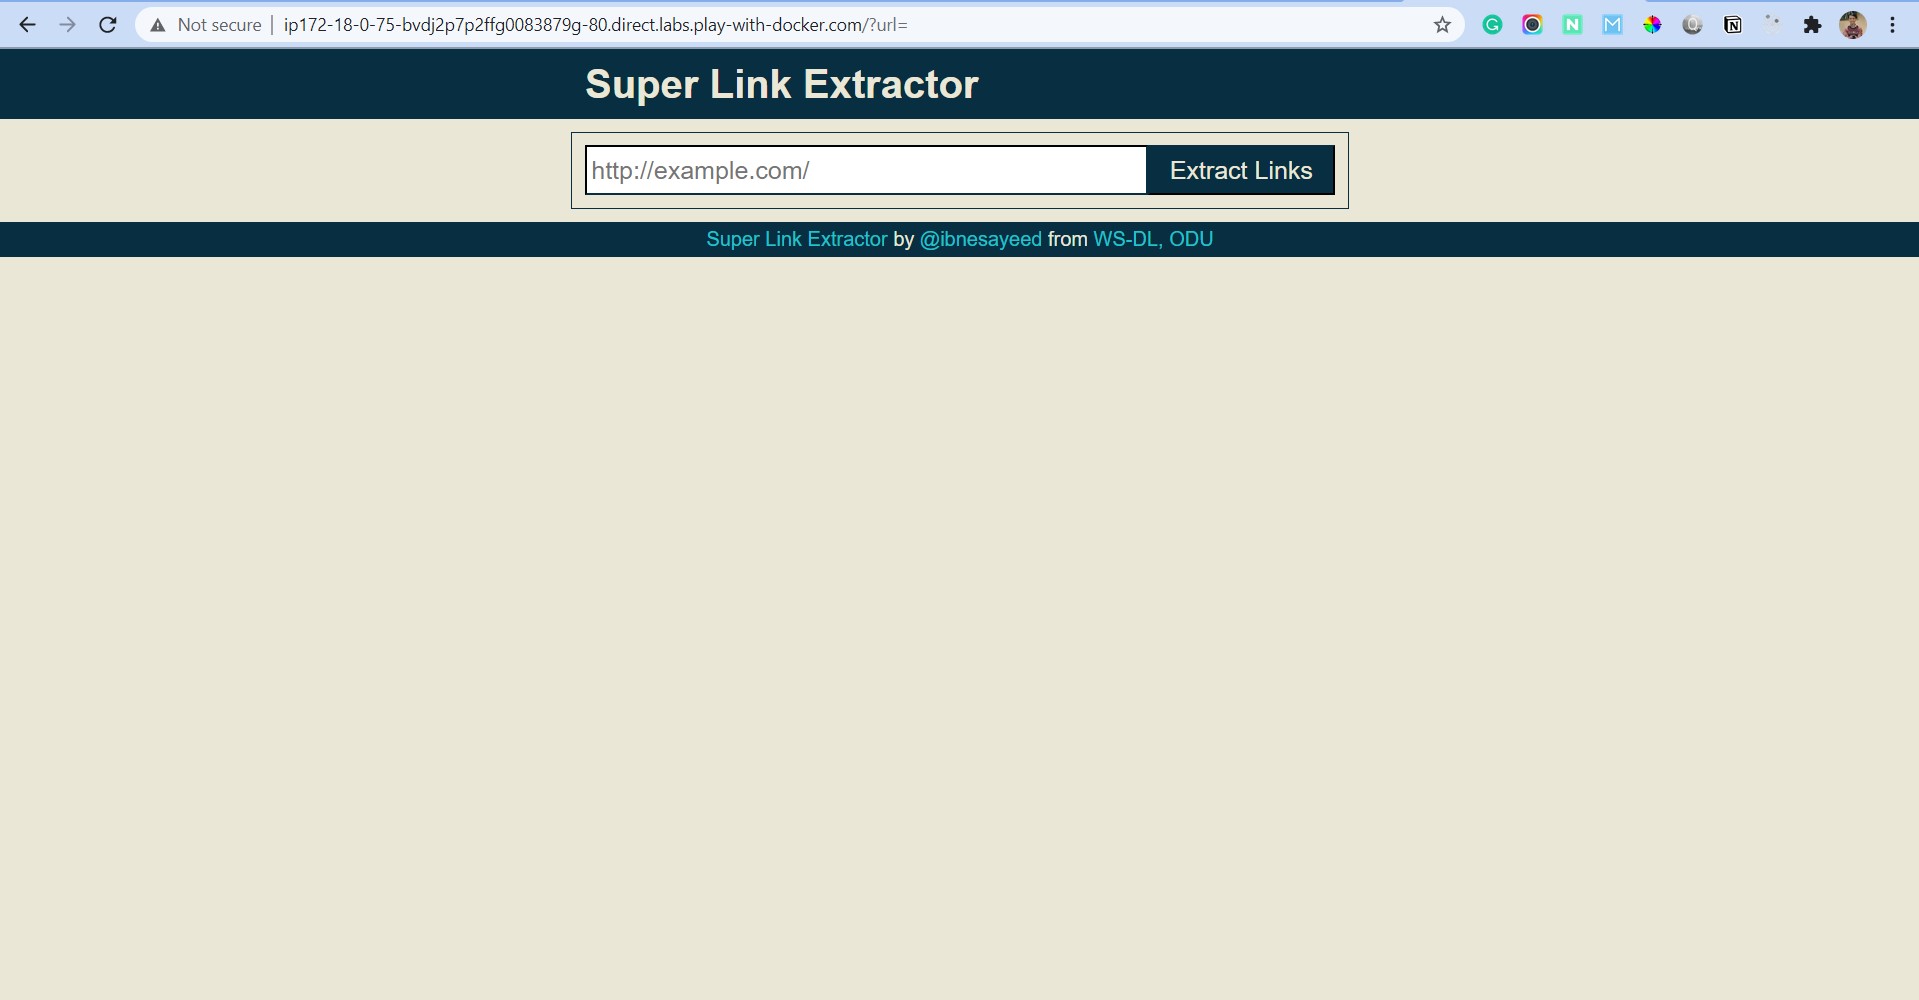 Not secure | ip172-18-0-75-bvdj2p7p2ffg0083879g-80.direct.labs.play-with-docker.com/?url=
Super Link Extractor
http://example.com/ Extract Links
Super Link Extractor by @ibnesayeed from WS-DL, ODU